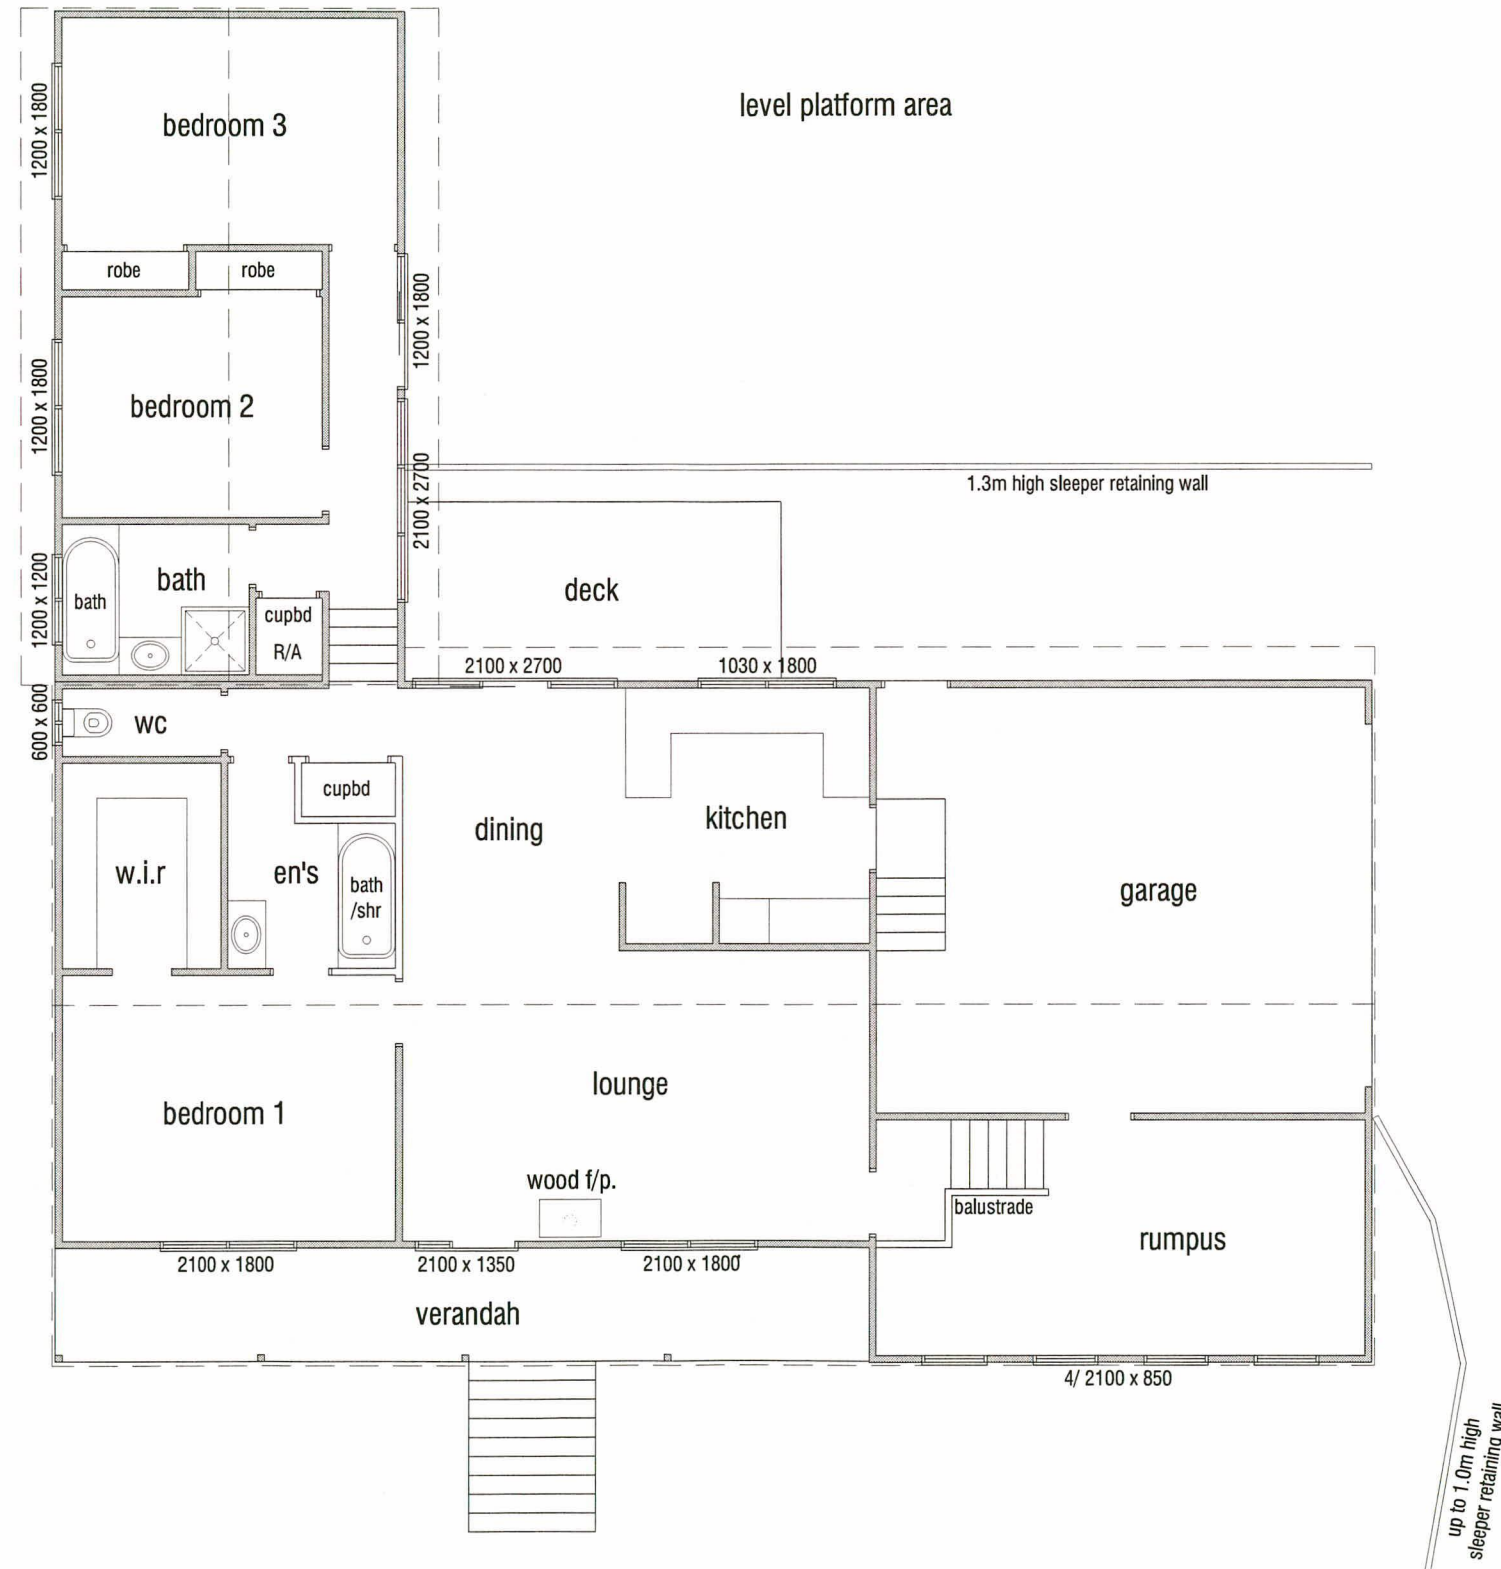 level platform area
1200 x 1800
bedroom 3
robe
robe
1200 x 1800
1200 x 1800
bedroom 2
2100 x 2700
1.3m high sleeper retaining wall
1200 x 1200
bath
bath
cupbd
R/A
deck
2100 x 2700
1030 x 1800
600 x 600
wc
cupbd
dining
kitchen
w.i.r
en's
bath
/shr
garage
bedroom 1
lounge
wood f/p.
balustrade
rumpus
2100 x 1800
2100 x 1350
2100 x 1800
verandah
4/ 2100 x 850
up to 1.0m high
sleeper retaining wall